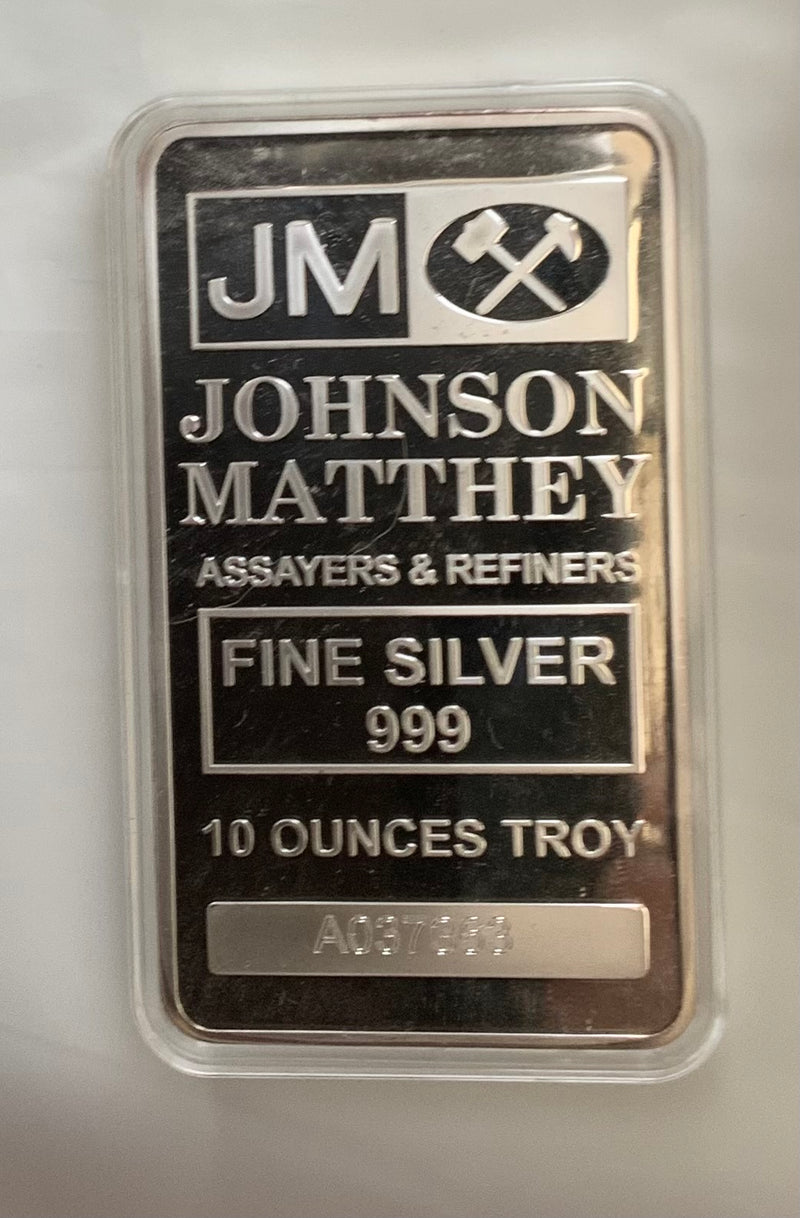 JM
JOHNSON
MATTHEY
ASSAYERS & REFINERS
FINE SILVER
999
10 OUNCES TROY